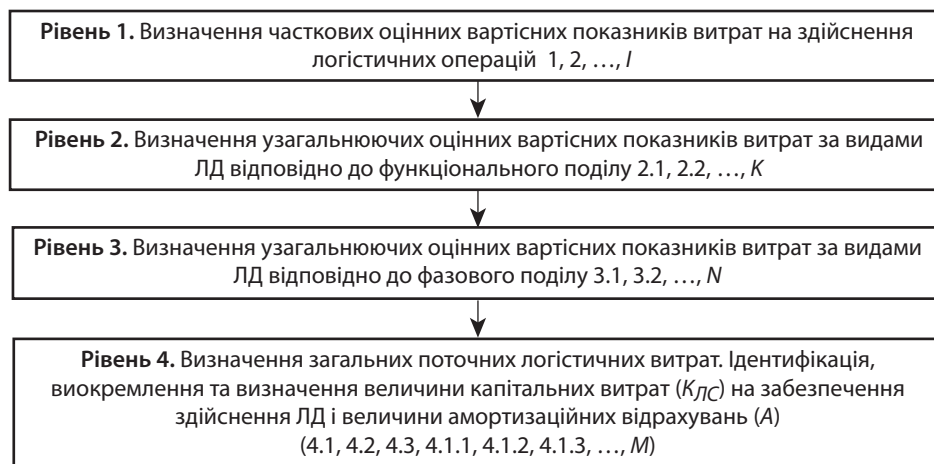 Рівень 1. Визначення часткових оцінних вартісних показників витрат на здійснення
логістичних операцій 1, 2, …, I
Рівень 2. Визначення узагальнюючих оцінних вартісних показників витрат за видами
ЛД відповідно до функціонального поділу 2.1, 2.2, …, K
Рівень 3. Визначення узагальнюючих оцінних вартісних показників витрат за видами
ЛД відповідно до фазового поділу 3.1, 3.2, …, N
Рівень 4. Визначення загальних поточних логістичних витрат. Ідентифікація,
виокремлення та визначення величини капітальних витрат (KЛС) на забезпечення
здійснення ЛД і величини амортизаційних відрахувань (A)
(4.1, 4.2, 4.3, 4.1.1, 4.1.2, 4.1.3, …, M)